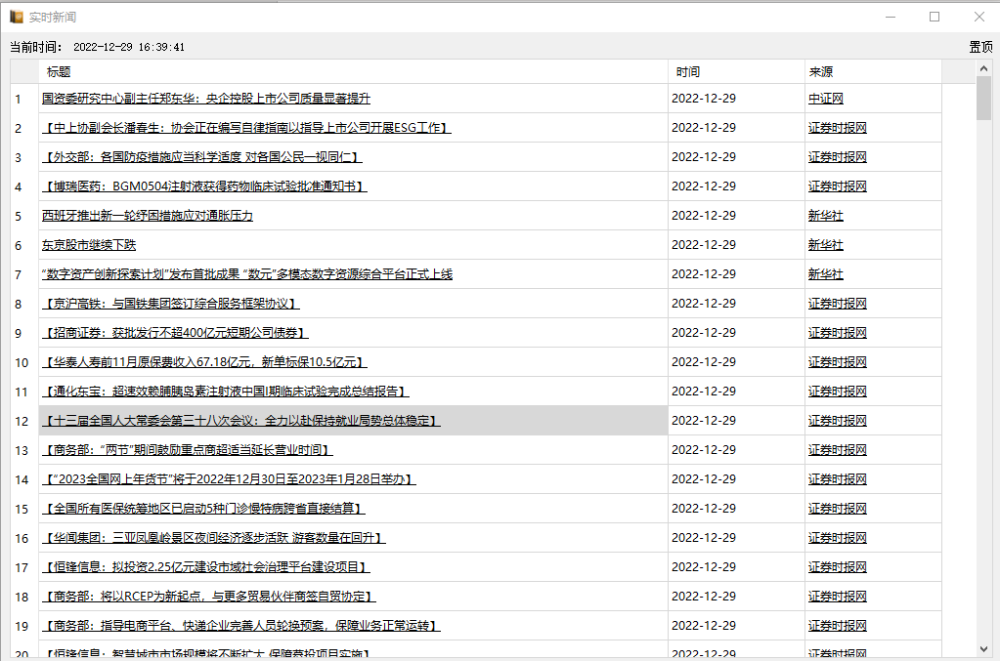 实时新闻
当前时间： 2022-12-29 16:39:41 置顶
标题 时间 来源
1 国资委研究中心副主任郑东华：央企控股上市公司质量显著提升 2022-12-29 中证网
2 【中上协副会长潘春生：协会正在编写自律指南以指导上市公司开展ESG工作】 2022-12-29 证券时报网
3 【外交部：各国防疫措施应当科学适度 对各国公民一视同仁】 2022-12-29 证券时报网
4 【博瑞医药：BGM0504注射液获得药物临床试验批准通知书】 2022-12-29 证券时报网
5 西班牙推出新一轮纾困措施应对通胀压力 2022-12-29 新华社
6 东京股市继续下跌 2022-12-29 新华社
7 “数字资产创新探索计划”发布首批成果 “数元”多模态数字资源综合平台正式上线 2022-12-29 新华社
8 【京沪高铁：与国铁集团签订综合服务框架协议】 2022-12-29 证券时报网
9 【招商证券：获批发行不超400亿元短期公司债券】 2022-12-29 证券时报网
10 【华泰人寿前11月原保费收入67.18亿元，新单标保10.5亿元】 2022-12-29 证券时报网
11 【通化东宝：超速效赖脯胰岛素注射液中国I期临床试验完成总结报告】 2022-12-29 证券时报网
12 【十三届全国人大常委会第三十八次会议：全力以赴保持就业局势总体稳定】 2022-12-29 证券时报网
13 【商务部：“两节”期间鼓励重点商超适当延长营业时间】 2022-12-29 证券时报网
14 【“2023全国网上年货节”将于2022年12月30日至2023年1月28日举办】 2022-12-29 证券时报网
15 【全国所有医保统筹地区已启动5种门诊慢特病跨省直接结算】 2022-12-29 证券时报网
16 【华闻集团：三亚凤凰岭景区夜间经济逐步活跃 游客数量在回升】 2022-12-29 证券时报网
17 【恒锋信息：拟投资2.25亿元建设市域社会治理平台建设项目】 2022-12-29 证券时报网
18 【商务部：将以RCEP为新起点，与更多贸易伙伴商签自贸协定】 2022-12-29 证券时报网
19 【商务部：指导电商平台、快递企业完善人员轮换预案，保障业务正常运转】 2022-12-29 证券时报网
20 【恒锋信息：智慧城市市场规模将不断扩大 保障募投项目实施】 2022-12-29 证券时报网